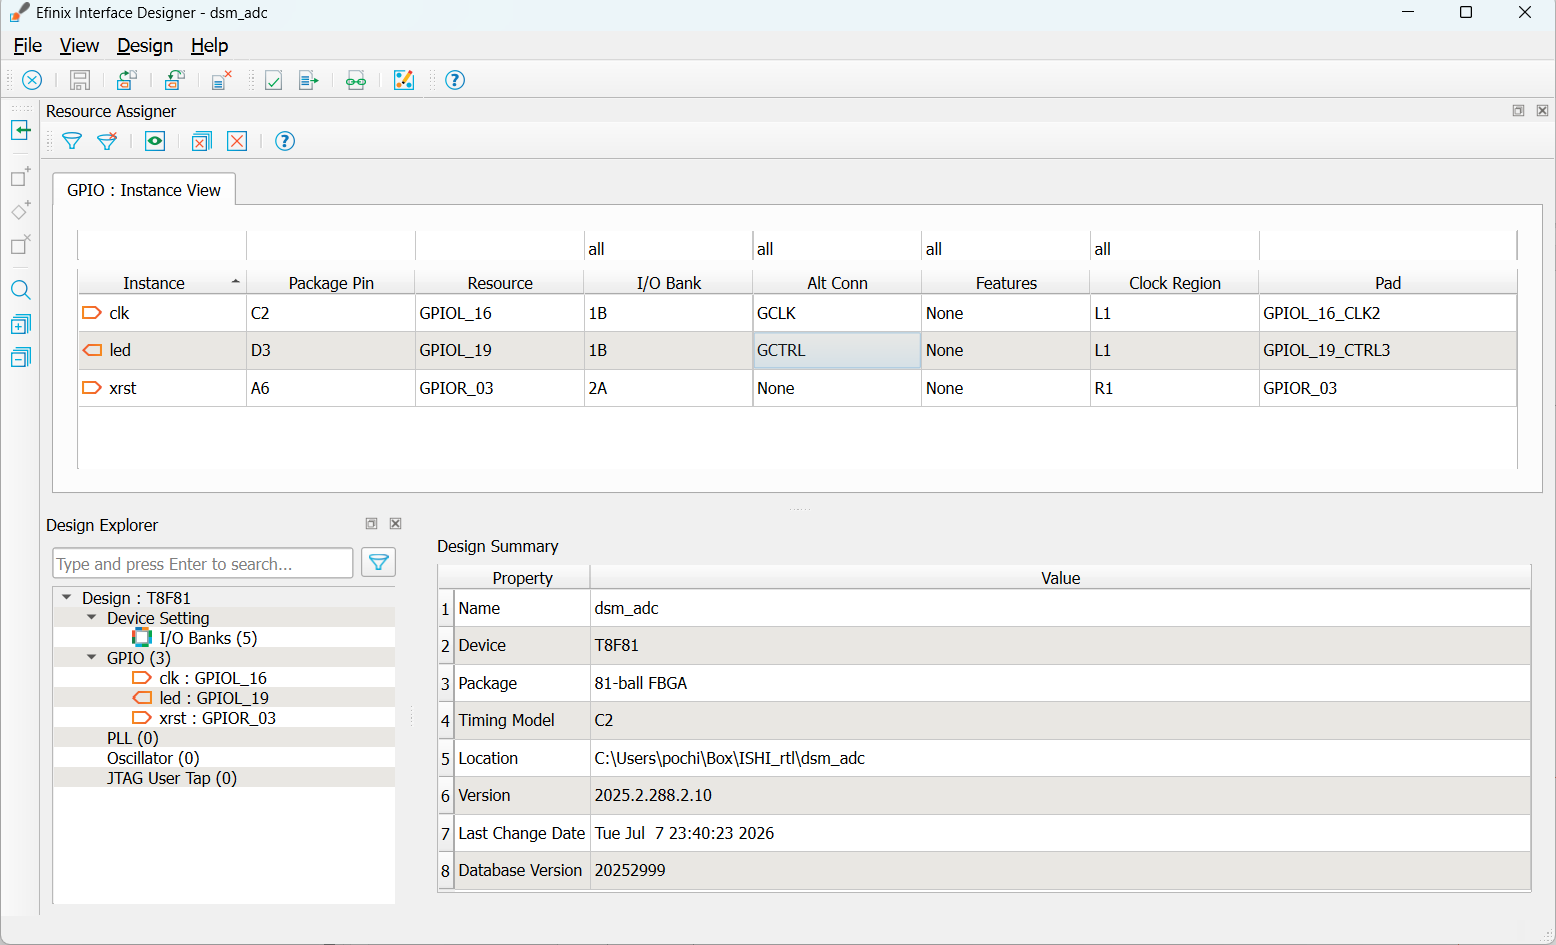 Efinix Interface Designer - dsm_adc
File View Design Help
Resource Assigner
GPIO : Instance View
all all all all
Instance Package Pin Resource I/O Bank Alt Conn Features Clock Region Pad
clk C2 GPIOL_16 1B GCLK None L1 GPIOL_16_CLK2
led D3 GPIOL_19 1B GCTRL None L1 GPIOL_19_CTRL3
xrst A6 GPIOR_03 2A None None R1 GPIOR_03
Design Explorer
Type and press Enter to search...
Design : T8F81
Device Setting
I/O Banks (5)
GPIO (3)
clk : GPIOL_16
led : GPIOL_19
xrst : GPIOR_03
PLL (0)
Oscillator (0)
JTAG User Tap (0)
Design Summary
Property Value
1 Name dsm_adc
2 Device T8F81
3 Package 81-ball FBGA
4 Timing Model C2
5 Location C:\Users\pochi\Box\ISHI_rtl\dsm_adc
6 Version 2025.2.288.2.10
7 Last Change Date Tue Jul  7 23:40:23 2026
8 Database Version 20252999